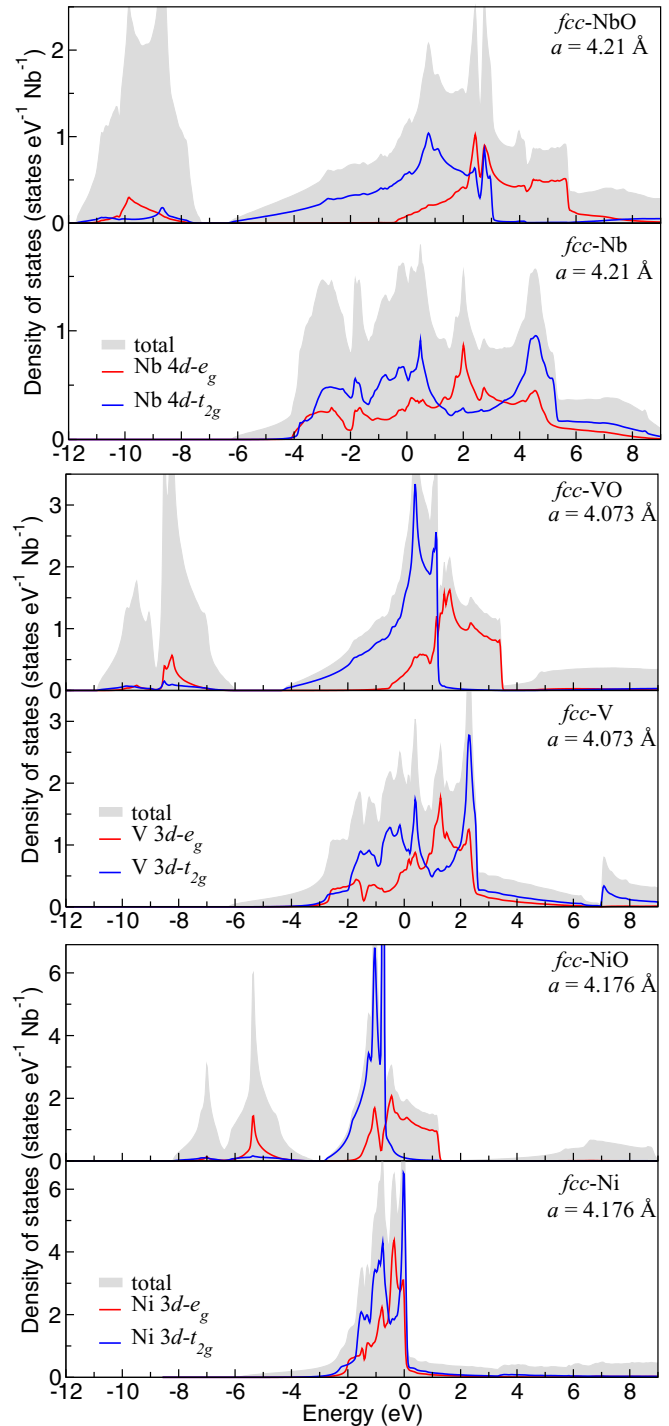 fcc-NbO
a = 4.21 Å
2
1
0
Density of states (states eV⁻¹ Nb⁻¹)
fcc-Nb
a = 4.21 Å
total
Nb 4d-e_g
Nb 4d-t_2g
1
0
-12 -10 -8 -6 -4 -2 0 2 4 6 8
fcc-VO
a = 4.073 Å
3
2
1
0
Density of states (states eV⁻¹ Nb⁻¹)
fcc-V
a = 4.073 Å
3
2
total
V 3d-e_g
V 3d-t_2g
1
0
-12 -10 -8 -6 -4 -2 0 2 4 6 8
fcc-NiO
a = 4.176 Å
6
4
2
0
Density of states (states eV⁻¹ Nb⁻¹)
fcc-Ni
a = 4.176 Å
6
4
total
Ni 3d-e_g
Ni 3d-t_2g
2
0
-12 -10 -8 -6 -4 -2 0 2 4 6 8
Energy (eV)